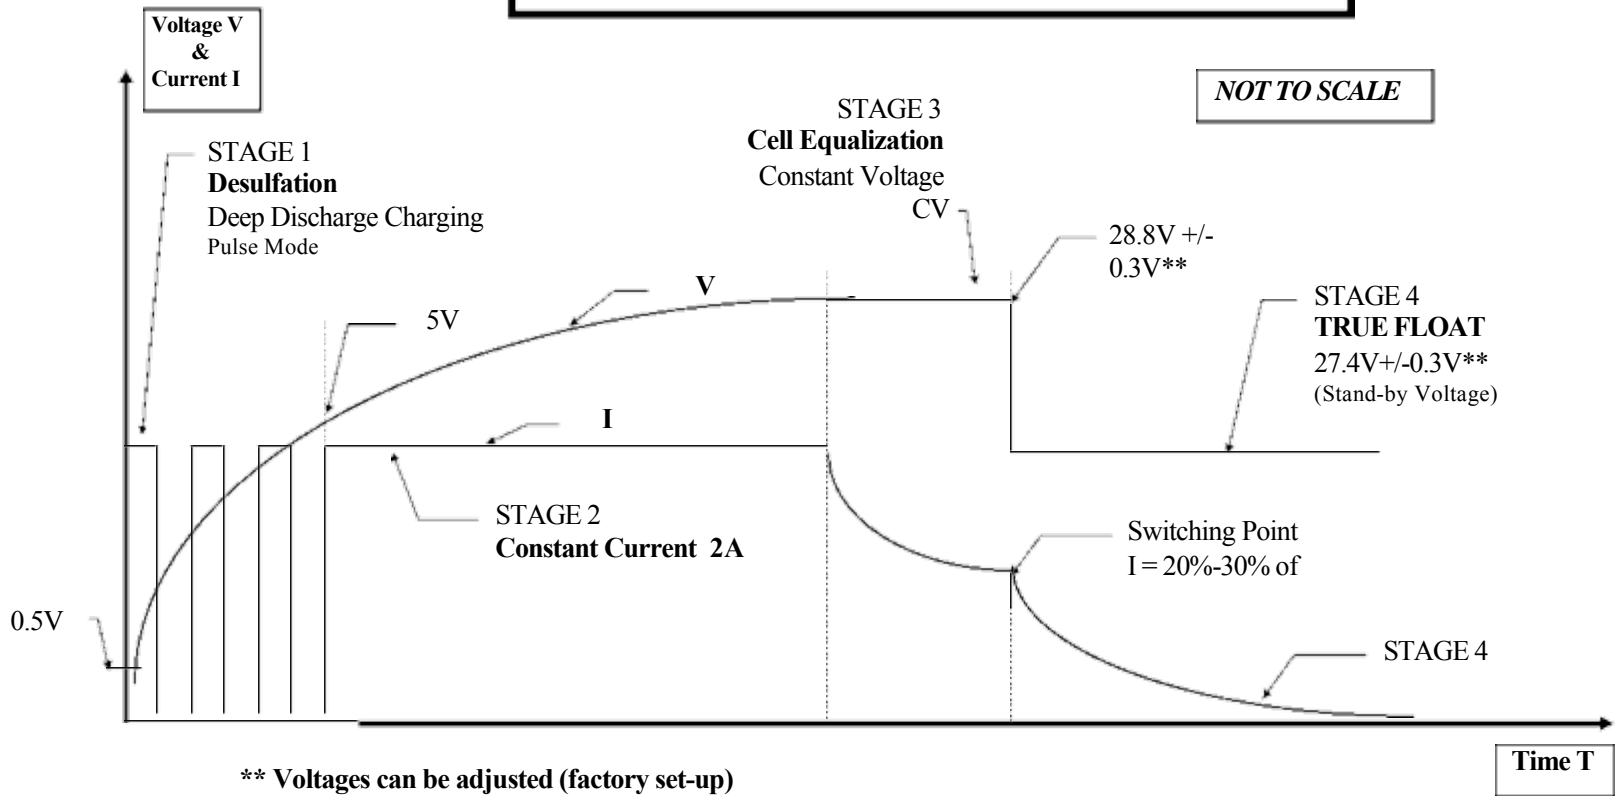 Voltage V
&
Current I
NOT TO SCALE
STAGE 1
Desulfation
Deep Discharge Charging
Pulse Mode
STAGE 3
Cell Equalization
Constant Voltage
CV
28.8V +/-
0.3V**
V
5V
STAGE 4
TRUE FLOAT
27.4V+/-0.3V**
(Stand-by Voltage)
I
STAGE 2
Constant Current 2A
Switching Point
I = 20%-30% of
0.5V
STAGE 4
Time T
** Voltages can be adjusted (factory set-up)